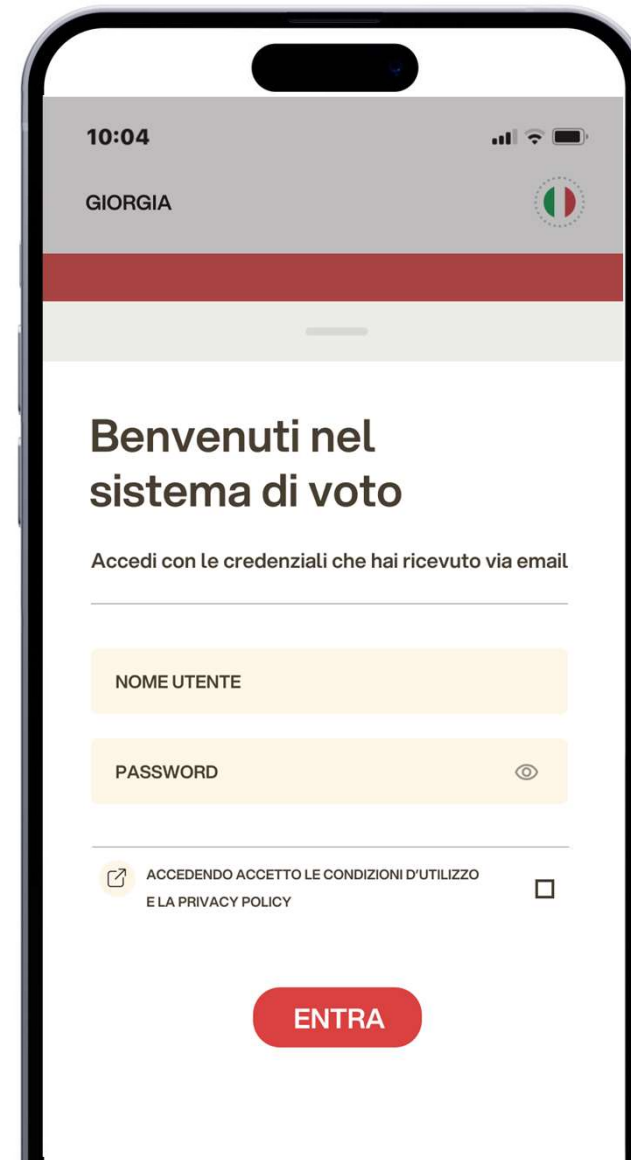 10:04
GIORGIA
Benvenuti nel
sistema di voto
Accedi con le credenziali che hai ricevuto via email
NOME UTENTE
PASSWORD
ACCEDENDO ACCETTO LE CONDIZIONI D'UTILIZZO
E LA PRIVACY POLICY
ENTRA